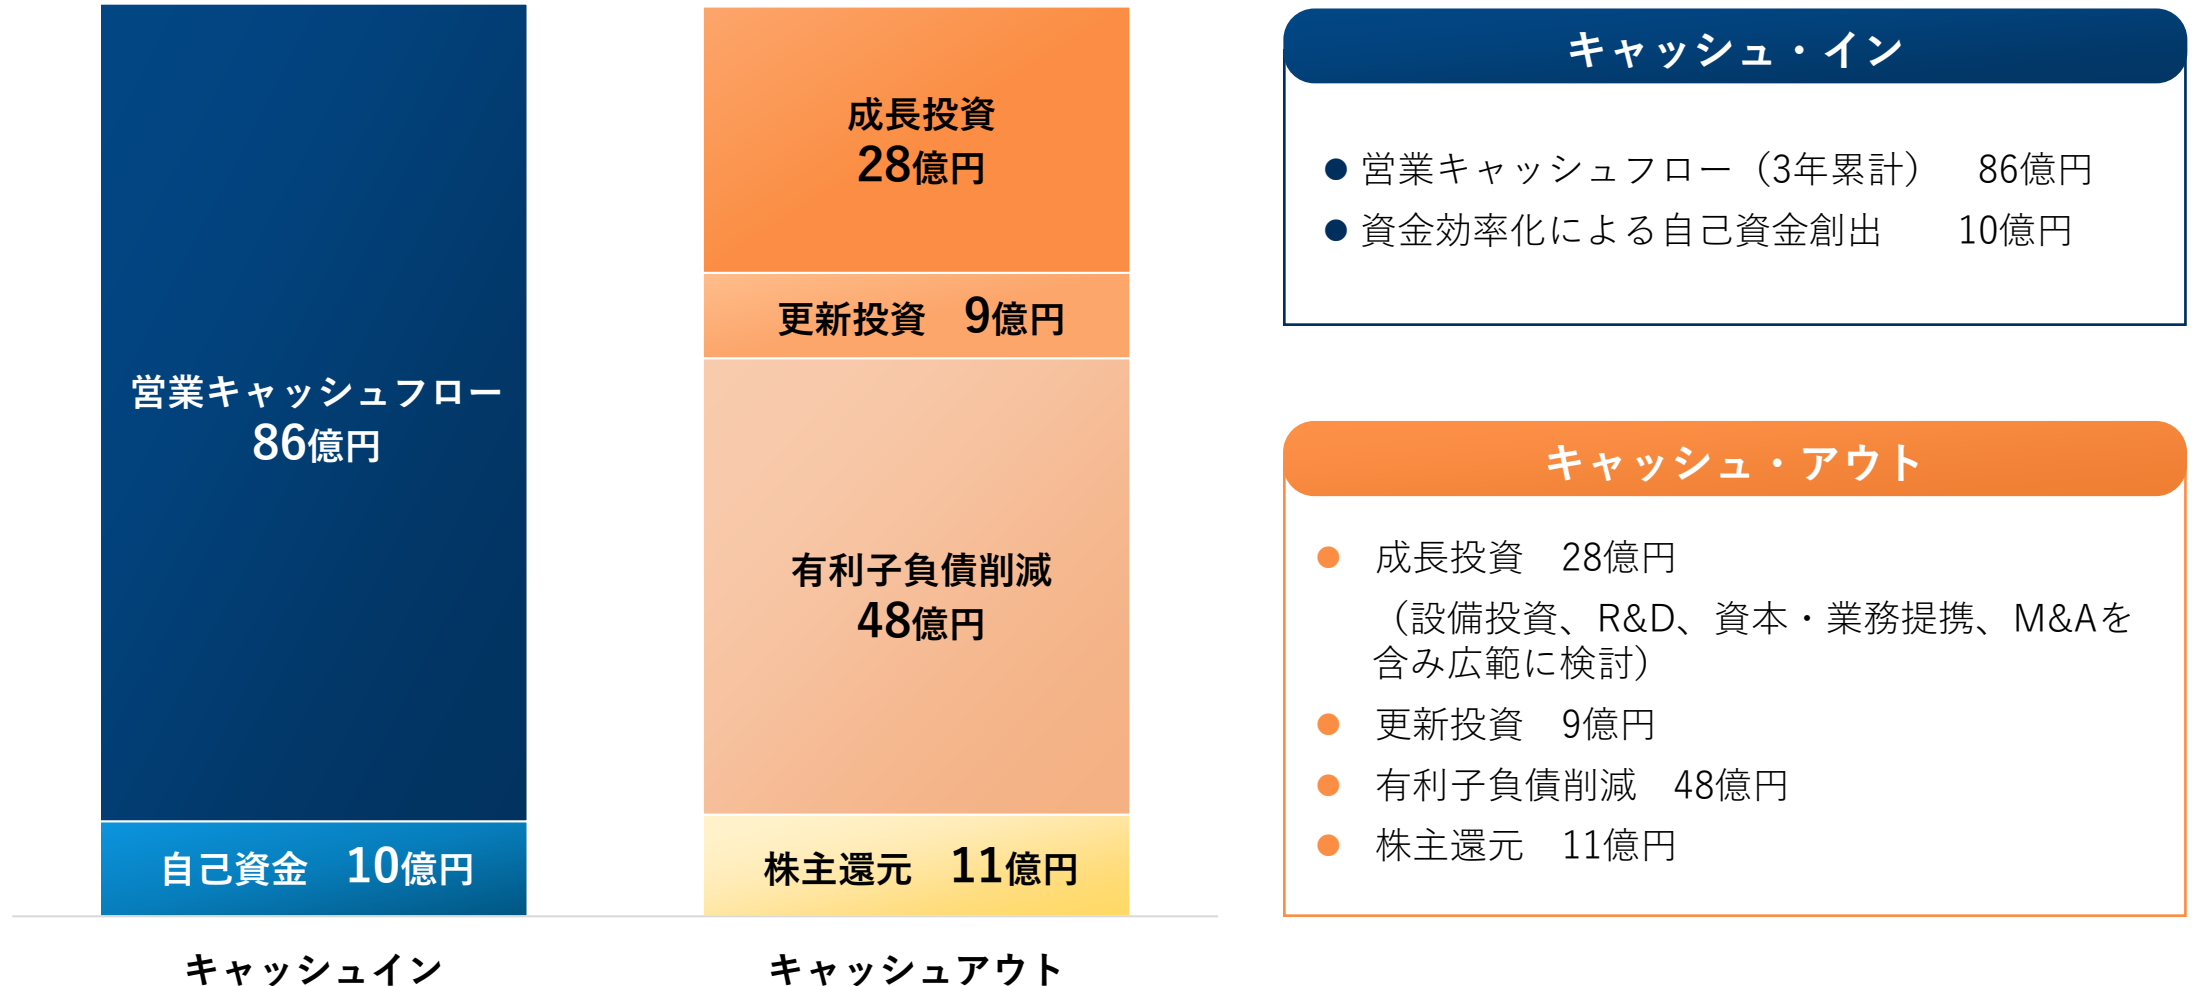 営業キャッシュフロー
86億円
自己資金　10億円
キャッシュイン
成長投資
28億円
更新投資　9億円
有利子負債削減
48億円
株主還元　11億円
キャッシュアウト
キャッシュ・イン
● 営業キャッシュフロー（3年累計）　86億円
● 資金効率化による自己資金創出　　10億円
キャッシュ・アウト
● 成長投資　28億円
（設備投資、R&D、資本・業務提携、M&Aを
含み広範に検討）
● 更新投資　9億円
● 有利子負債削減　48億円
● 株主還元　11億円